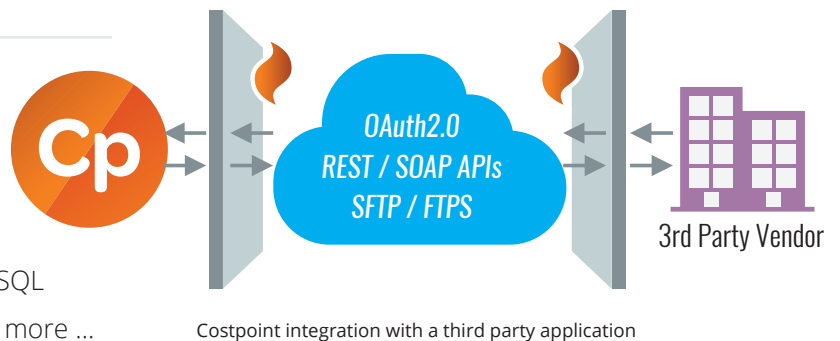 Cp
OAuth2.0
REST / SOAP APIs
SFTP / FTPS
3rd Party Vendor
SQL
more ...
Costpoint integration with a third party application